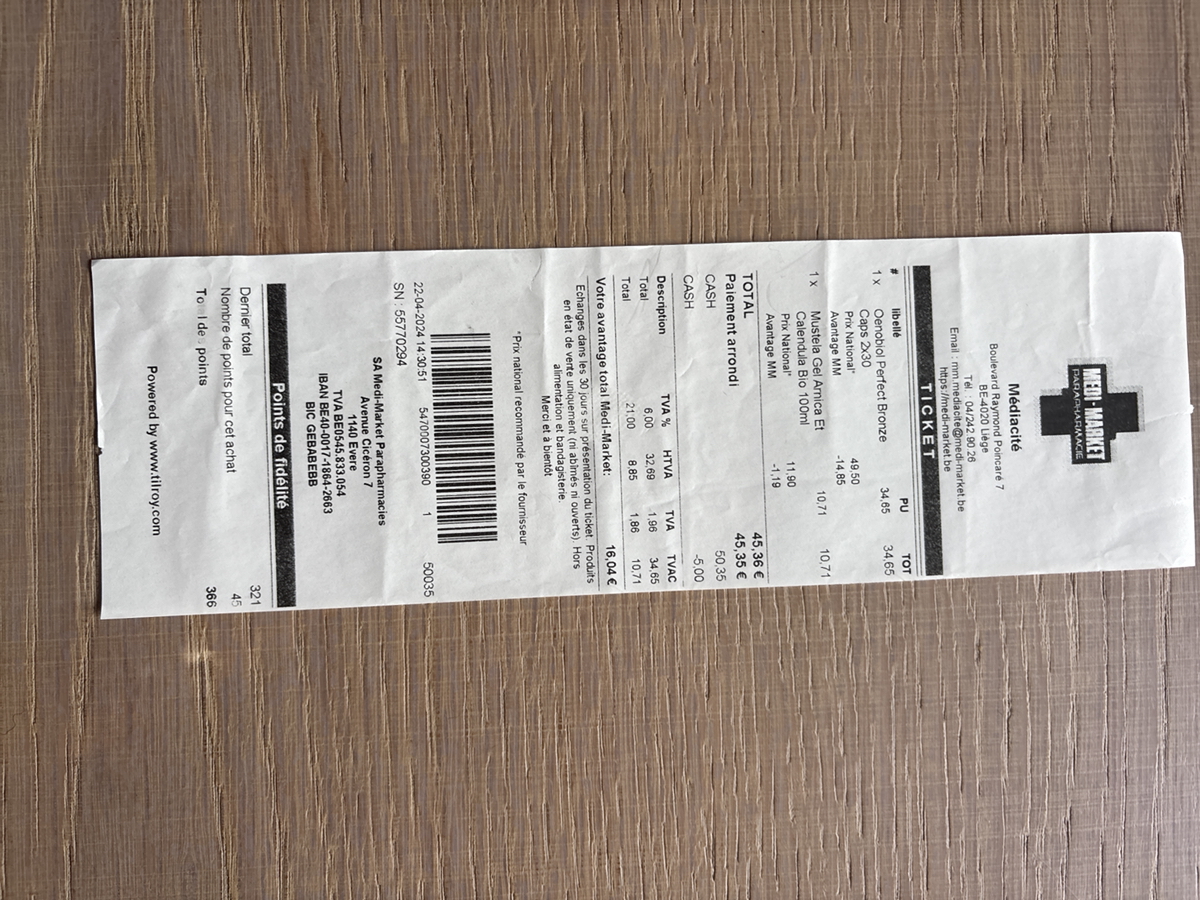 MEDI-MARKET
PARAPHARMACIE
Médiacité
Boulevard Raymond Poincaré 7
BE-4020 Liège
Tél : 04/242.90.26
Email : mm.mediacite@medi-market.be
https://medi-market.be
TICKET
# libellé PU TOT
1 x Oenobiol Perfect Bronze 34,65 34,65
Caps 2x30
Prix National* 49,50
Avantage MM -14,85
1 x Mustela Gel Arnica Et 10,71 10,71
Calendula Bio 100ml
Prix National* 11,90
Avantage MM -1,19
TOTAL 45,36 €
Paiement arrondi 45,35 €
CASH 50,35
CASH -5,00
Description TVA % HTVA TVA TVAC
Total 6,00 32,69 1,96 34,65
Total 21,00 8,85 1,86 10,71
Votre avantage total Medi-Market: 16,04 €
Echanges dans les 30 jours sur présentation du ticket. Produits
en état de vente uniquement (ni abîmés ni ouverts). Hors
alimentation et bandagisterie.
Merci et à bientôt
*Prix national recommandé par le fournisseur
22-04-2024 14:30:51 5470007300390 1 50035
SN : 55770294
SA Medi-Market Parapharmacies
Avenue Cicéron 7
1140 Evere
TVA BE0545.833.054
IBAN BE40-0017-1864-2663
BIC GEBABEBB
Points de fidélité
Dernier total 321
Nombre de points pour cet achat 45
points 366
Powered by www.tilroy.com